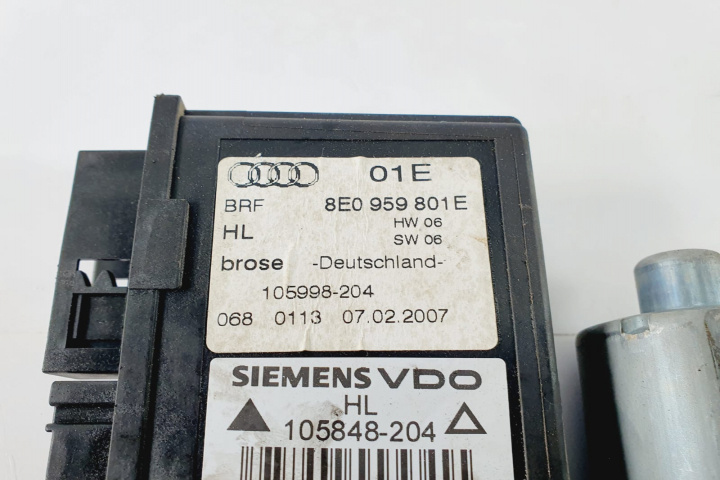 01E
BRF 8E0 959 801E
HL HW 06
SW 06
brose -Deutschland-
105998-204
068 0113 07.02.2007
SIEMENS VDO
HL
105848-204